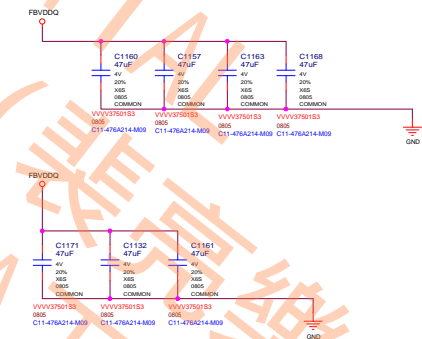 FBVDDQ
C1160 C1157 C1163 C1168
47uF 47uF 47uF 47uF
4V 4V 4V 4V
20% 20% 20% 20%
X6S X6S X6S X6S
0805 0805 0805 0805
COMMON COMMON COMMON COMMON
VVVV37501S3 VVVV37501S3 VVVV37501S3 VVVV37501S3
0805 0805 0805 0805
C11-476A214-M09 C11-476A214-M09 C11-476A214-M09 C11-476A214-M09
GND
FBVDDQ
C1171 C1132 C1161
47uF 47uF 47uF
4V 4V 4V
20% 20% 20%
X6S X6S X6S
0805 0805 0805
COMMON COMMON COMMON
VVVV37501S3 VVVV37501S3 VVVV37501S3
0805 0805 0805
C11-476A214-M09 C11-476A214-M09 C11-476A214-M09
GND